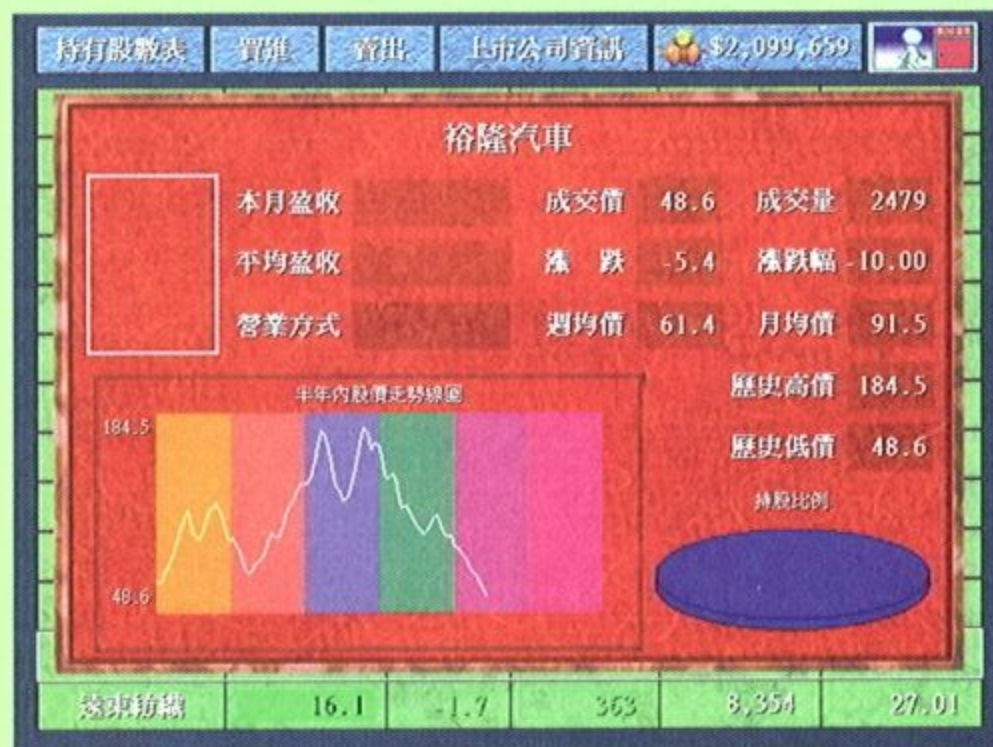 持有股數表 買進 賣出 上市公司資訊 $2,099,659
裕隆汽車
本月盈收 成交價 48.6 成交量 2479
平均盈收 漲 跌 -5.4 漲跌幅 -10.00
營業方式 週均價 61.4 月均價 91.5
歷史高價 184.5
半年內股價走勢線圖
184.5
歷史低價 48.6
持股比例
48.6
遠東紡織 16.1 -1.7 363 8,354 27.01